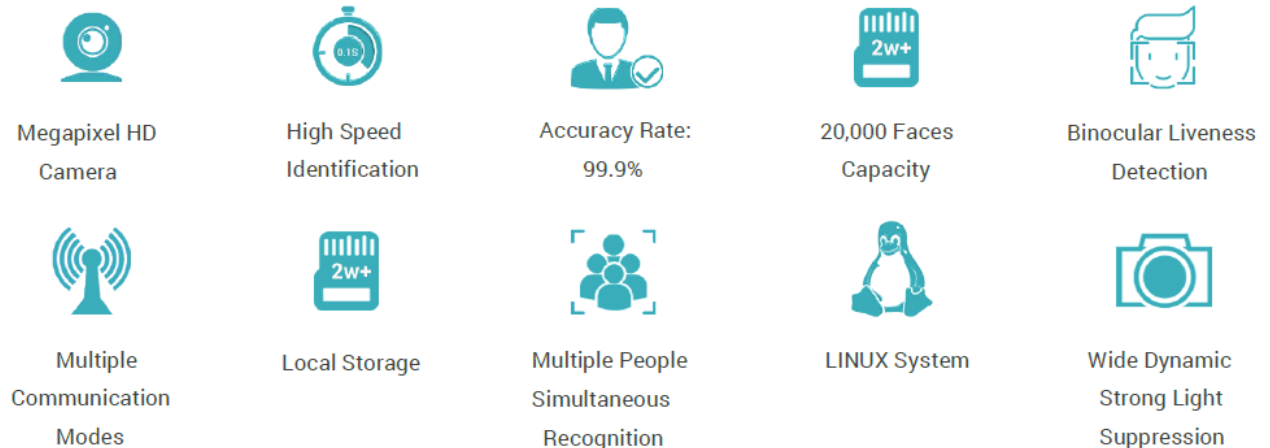 0.1S
2w+
Megapixel HD
Camera
High Speed
Identification
Accuracy Rate:
99.9%
20,000 Faces
Capacity
Binocular Liveness
Detection
2w+
Multiple
Communication
Modes
Local Storage
Multiple People
Simultaneous
Recognition
LINUX System
Wide Dynamic
Strong Light
Suppression